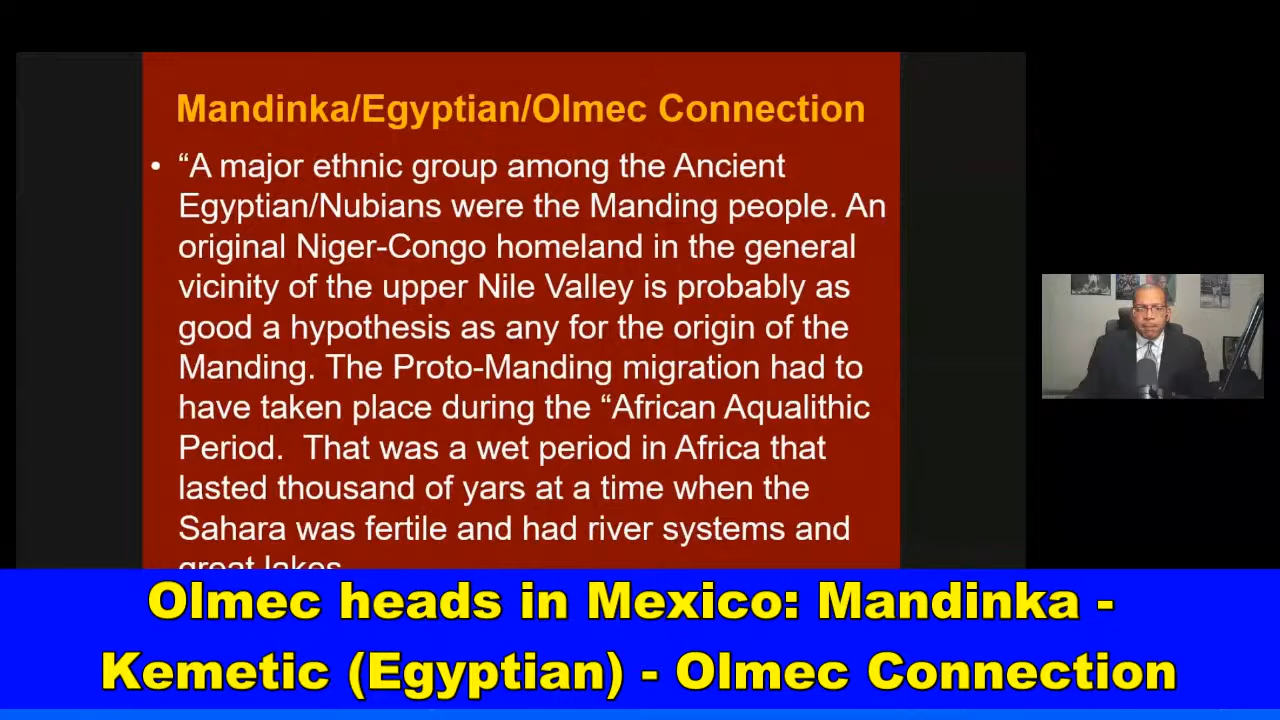 Mandinka/Egyptian/Olmec Connection
• “A major ethnic group among the Ancient
Egyptian/Nubians were the Manding people. An
original Niger-Congo homeland in the general
vicinity of the upper Nile Valley is probably as
good a hypothesis as any for the origin of the
Manding. The Proto-Manding migration had to
have taken place during the “African Aqualithic
Period.  That was a wet period in Africa that
lasted thousand of yars at a time when the
Sahara was fertile and had river systems and
great lakes.
Olmec heads in Mexico: Mandinka -
Kemetic (Egyptian) - Olmec Connection